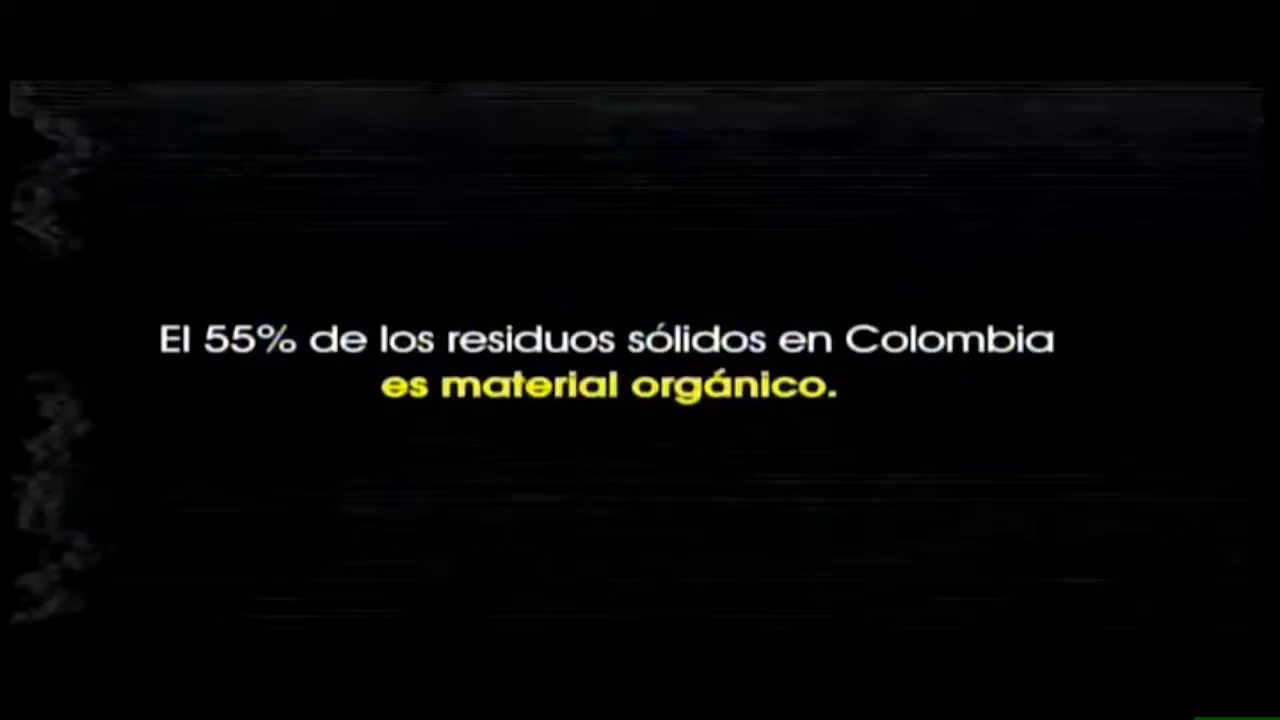 El 55% de los residuos sólidos en Colombia
es material orgánico.